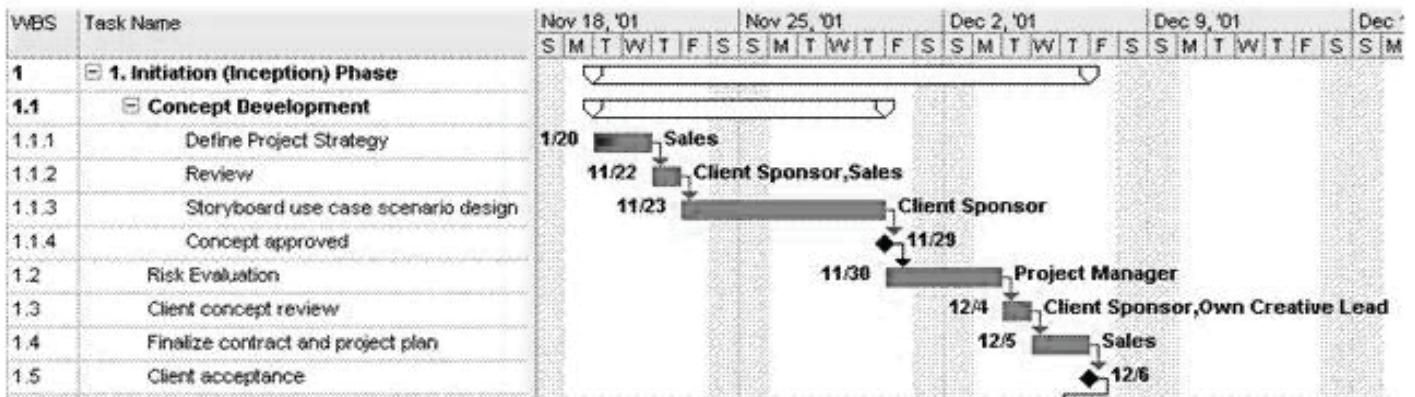 WBS Task Name Nov 18, '01 Nov 25, '01 Dec 2, '01 Dec 9, '01 Dec '
S M T W T F S S M T W T F S S M T W T F S S M T W T F S S M
1 1. Initiation (Inception) Phase
1.1 Concept Development
1.1.1 Define Project Strategy 1/20 Sales
1.1.2 Review 11/22 Client Sponsor,Sales
1.1.3 Storyboard use case scenario design 11/23 Client Sponsor
1.1.4 Concept approved 11/29
1.2 Risk Evaluation 11/30 Project Manager
1.3 Client concept review 12/4 Client Sponsor,Own Creative Lead
1.4 Finalize contract and project plan 12/5 Sales
1.5 Client acceptance 12/6